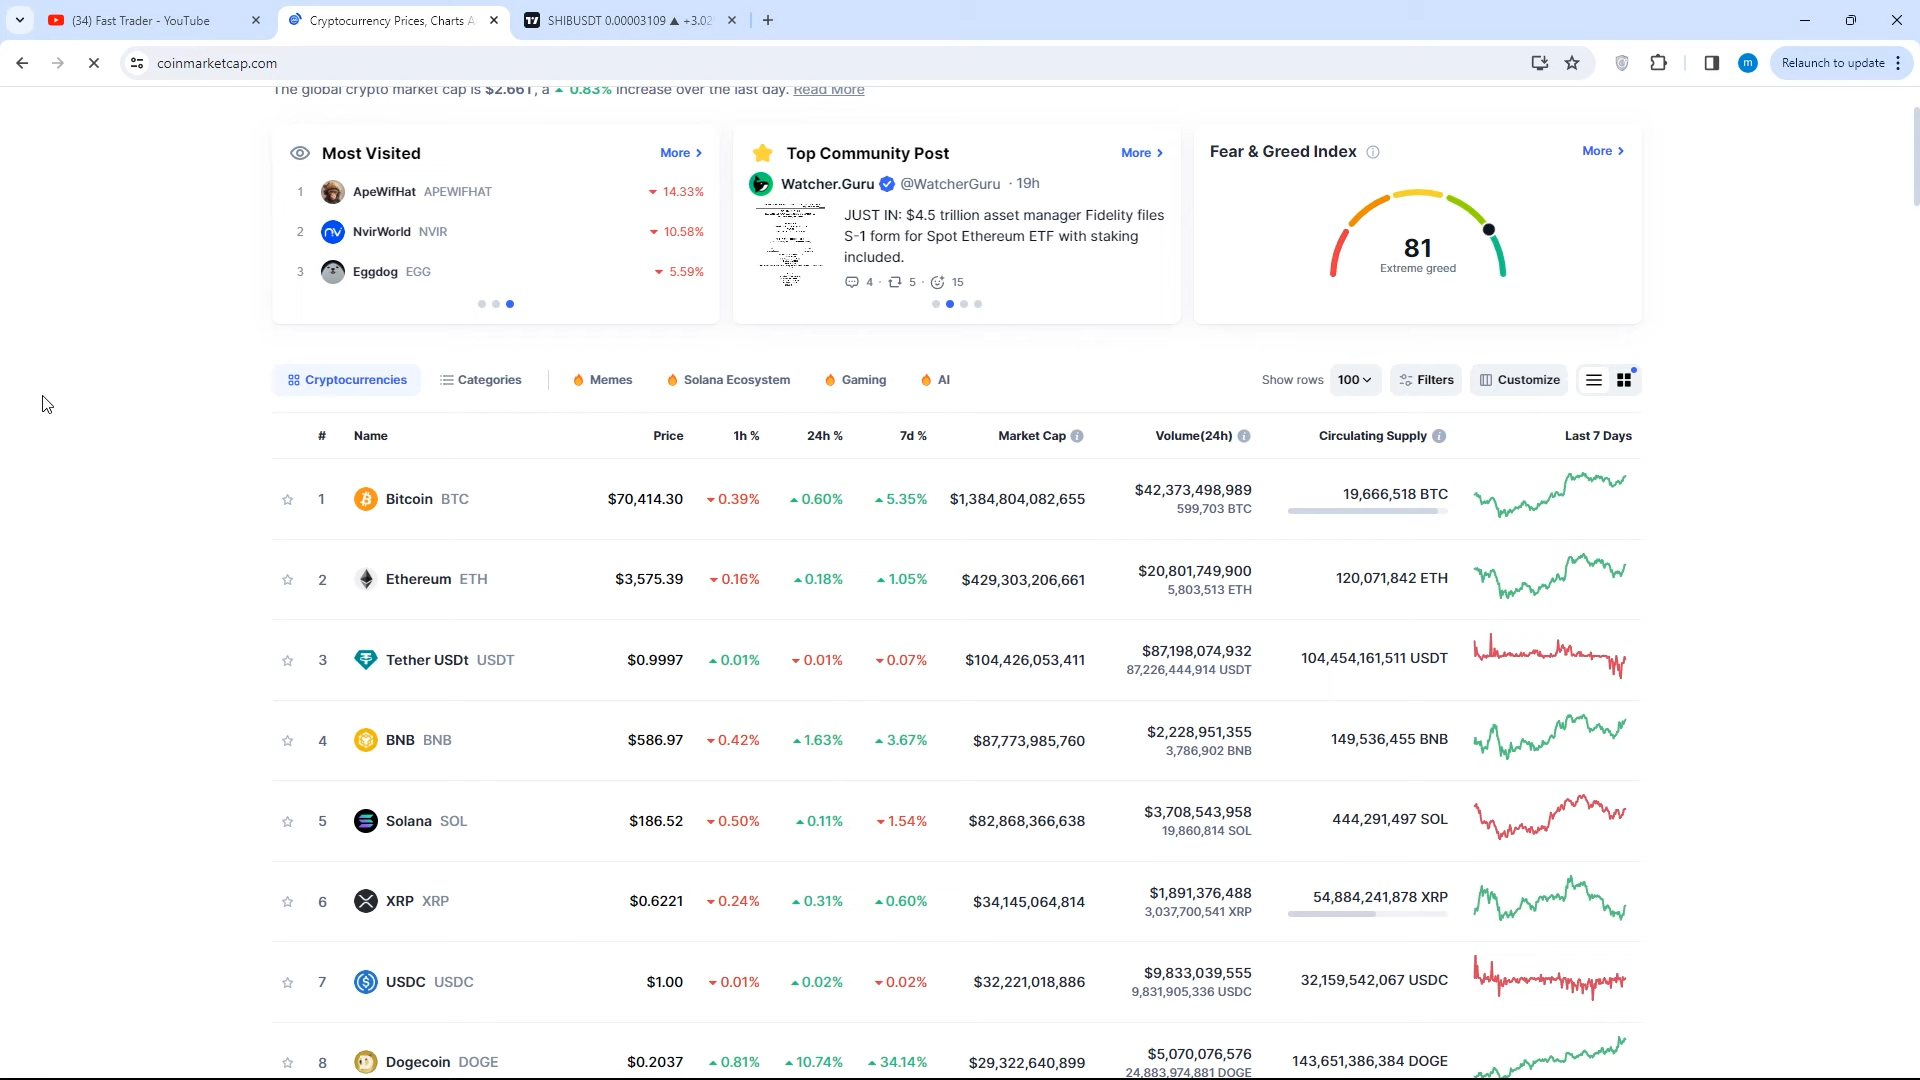 (34) Fast Trader - YouTube
Cryptocurrency Prices, Charts A
SHIBUSDT 0.00003109 ▲ +3.02
coinmarketcap.com
m
Relaunch to update
The global crypto market cap is $2.66T, a ▲ 0.83% increase over the last day. Read More
Most Visited
More >
1 ApeWifHat APEWIFHAT ▼ 14.33%
2 NvirWorld NVIR ▼ 10.58%
3 Eggdog EGG ▼ 5.59%
Top Community Post
More >
Watcher.Guru @WatcherGuru · 19h
JUST IN: $4.5 trillion asset manager Fidelity files
S-1 form for Spot Ethereum ETF with staking
included.
4 · 5 · 15
Fear & Greed Index
More >
81
Extreme greed
Cryptocurrencies Categories Memes Solana Ecosystem Gaming AI Show rows 100 Filters Customize
# Name Price 1h % 24h % 7d % Market Cap Volume(24h) Circulating Supply Last 7 Days
1 Bitcoin BTC $70,414.30 ▼ 0.39% ▲ 0.60% ▲ 5.35% $1,384,804,082,655 $42,373,498,989 19,666,518 BTC
599,703 BTC
2 Ethereum ETH $3,575.39 ▼ 0.16% ▲ 0.18% ▲ 1.05% $429,303,206,661 $20,801,749,900 120,071,842 ETH
5,803,513 ETH
3 Tether USDt USDT $0.9997 ▲ 0.01% ▼ 0.01% ▼ 0.07% $104,426,053,411 $87,198,074,932 104,454,161,511 USDT
87,226,444,914 USDT
4 BNB BNB $586.97 ▼ 0.42% ▲ 1.63% ▲ 3.67% $87,773,985,760 $2,228,951,355 149,536,455 BNB
3,786,902 BNB
5 Solana SOL $186.52 ▼ 0.50% ▲ 0.11% ▼ 1.54% $82,868,366,638 $3,708,543,958 444,291,497 SOL
19,860,814 SOL
6 XRP XRP $0.6221 ▼ 0.24% ▲ 0.31% ▲ 0.60% $34,145,064,814 $1,891,376,488 54,884,241,878 XRP
3,037,700,541 XRP
7 USDC USDC $1.00 ▼ 0.01% ▲ 0.02% ▼ 0.02% $32,221,018,886 $9,833,039,555 32,159,542,067 USDC
9,831,905,336 USDC
8 Dogecoin DOGE $0.2037 ▲ 0.81% ▲ 10.74% ▲ 34.14% $29,322,640,899 $5,070,076,576 143,651,386,384 DOGE
24,883,974,881 DOGE